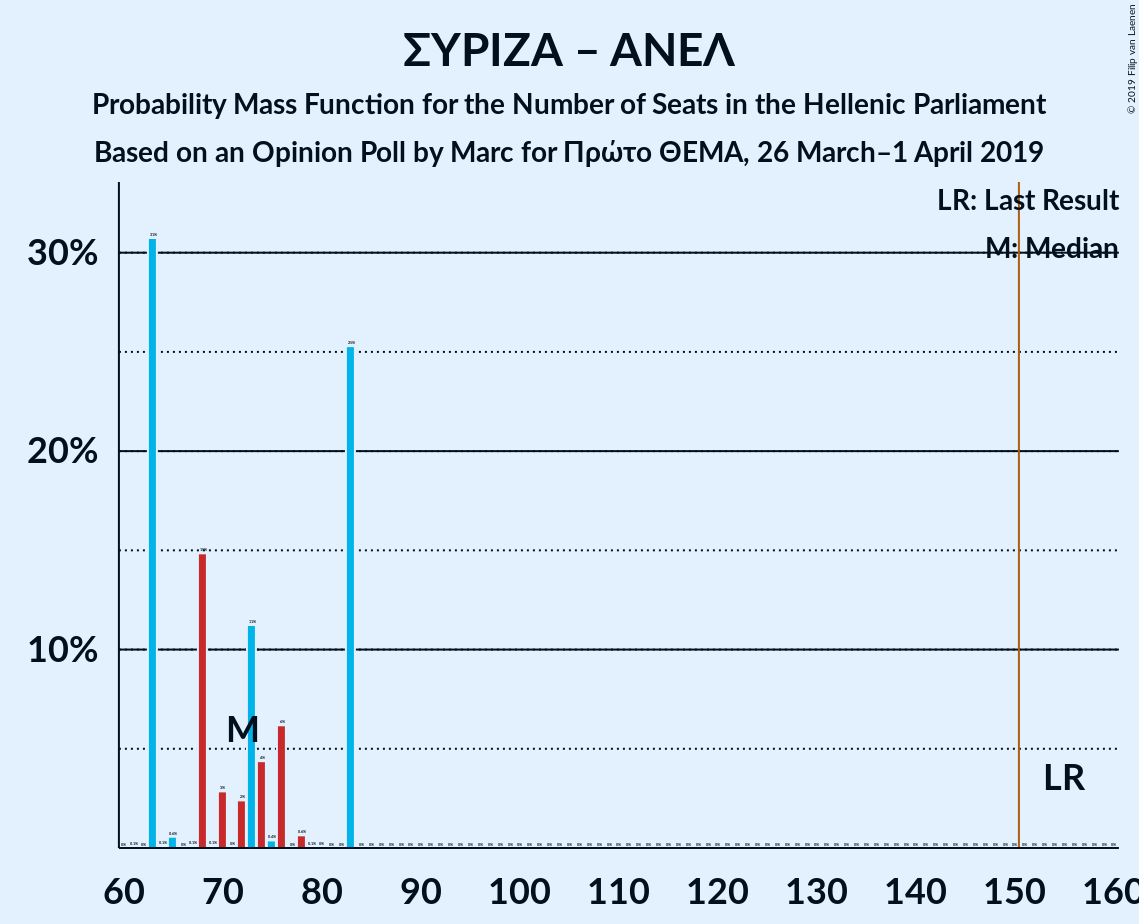 ΣΥΡΙΖΑ – ΑΝΕΛ
Probability Mass Function for the Number of Seats in the Hellenic Parliament
Based on an Opinion Poll by Marc for Πρώτο ΘΕΜΑ, 26 March–1 April 2019
© 2019 Filip van Laenen
LR: Last Result
M: Median
30%
20%
10%
M
LR
60 70 80 90 100 110 120 130 140 150 160